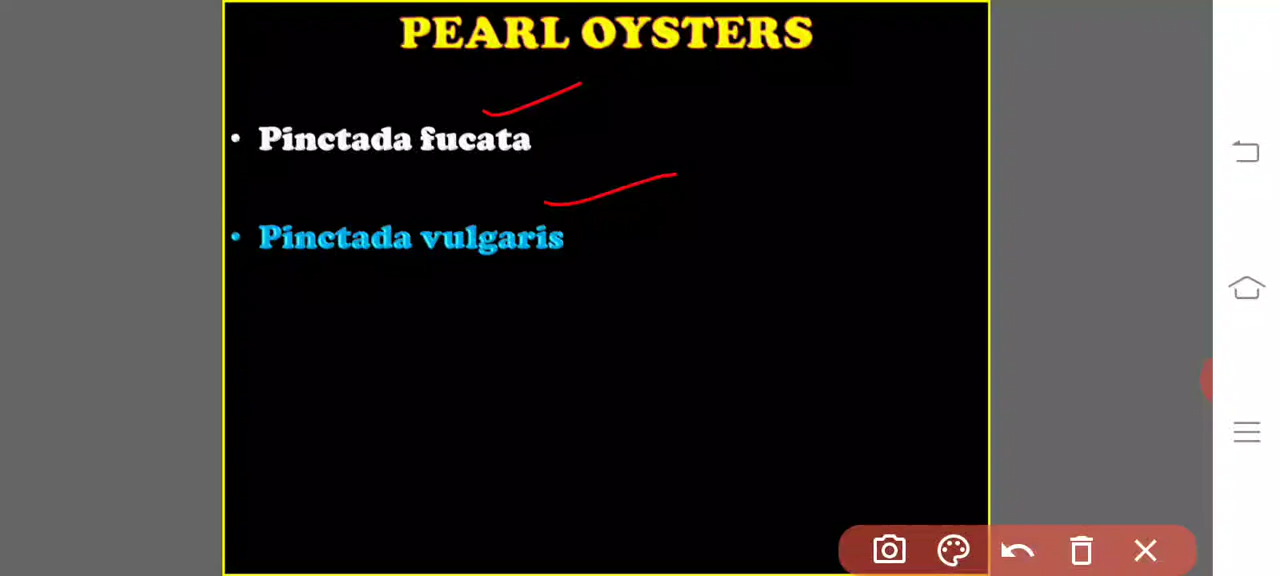 PEARL OYSTERS
• Pinctada fucata
• Pinctada vulgaris